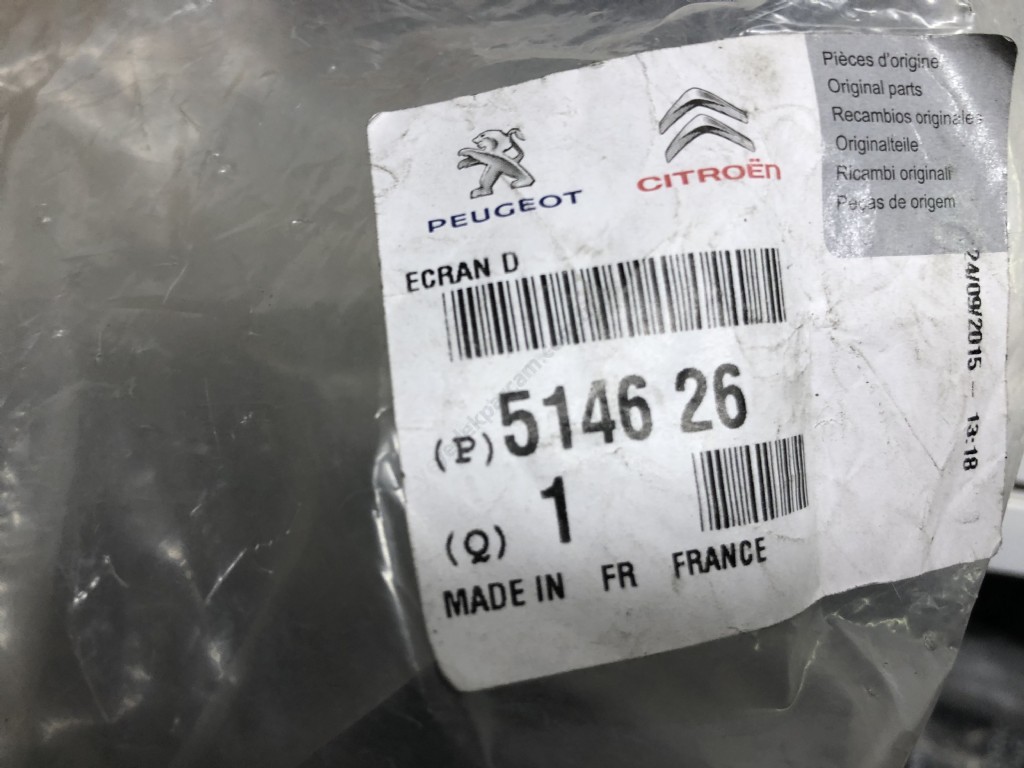 PEUGEOT
CITROËN
Pièces d'origine
Original parts
Recambios originales
Originalteile
Ricambi originali
Peças de origem
ECRAN D
(P) 5146 26
(Q) 1
MADE IN FR FRANCE
24/09/2015 - 13:18